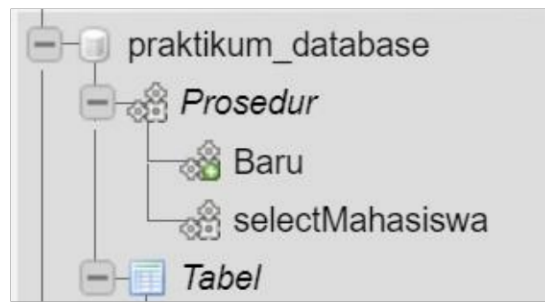 praktikum_database
Prosedur
Baru
selectMahasiswa
Tabel